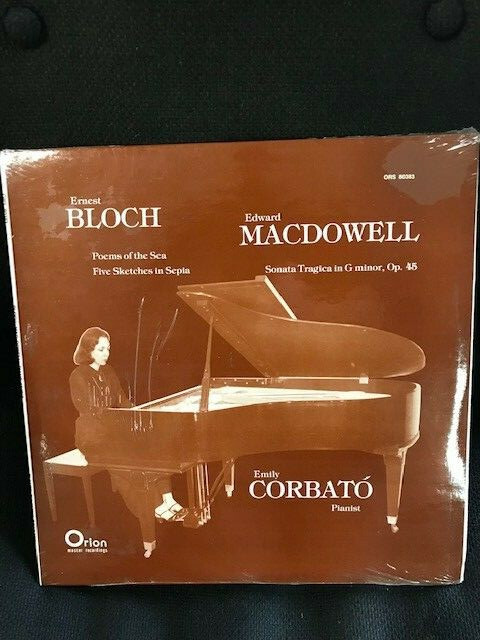 ORS 80383
Ernest
BLOCH
Poems of the Sea
Five Sketches in Sepia
Edward
MACDOWELL
Sonata Tragica in G minor, Op. 45
Emily
CORBATÓ
Pianist
Orion
master recordings